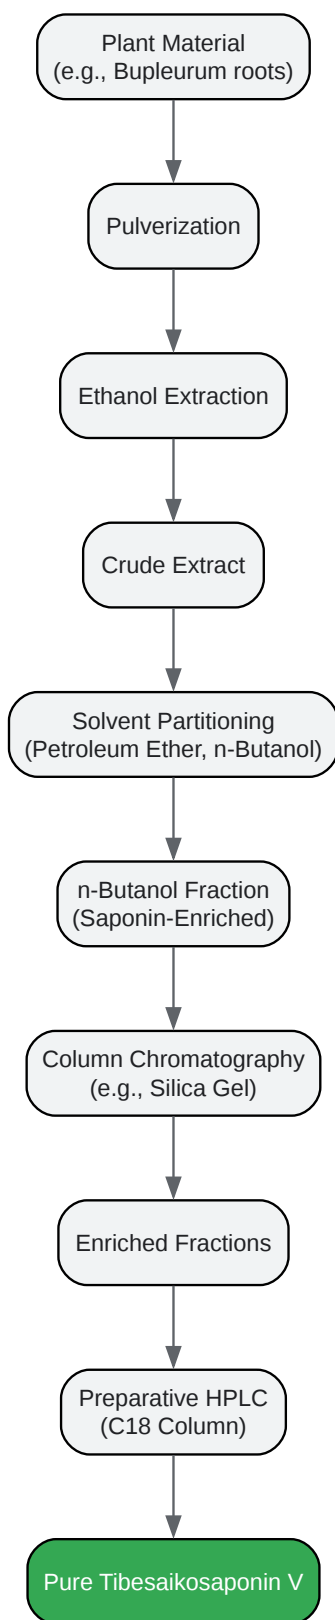 Plant Material
(e.g., Bupleurum roots)
Pulverization
Ethanol Extraction
Crude Extract
Solvent Partitioning
(Petroleum Ether, n-Butanol)
n-Butanol Fraction
(Saponin-Enriched)
Column Chromatography
(e.g., Silica Gel)
Enriched Fractions
Preparative HPLC
(C18 Column)
Pure Tibesaikosaponin V